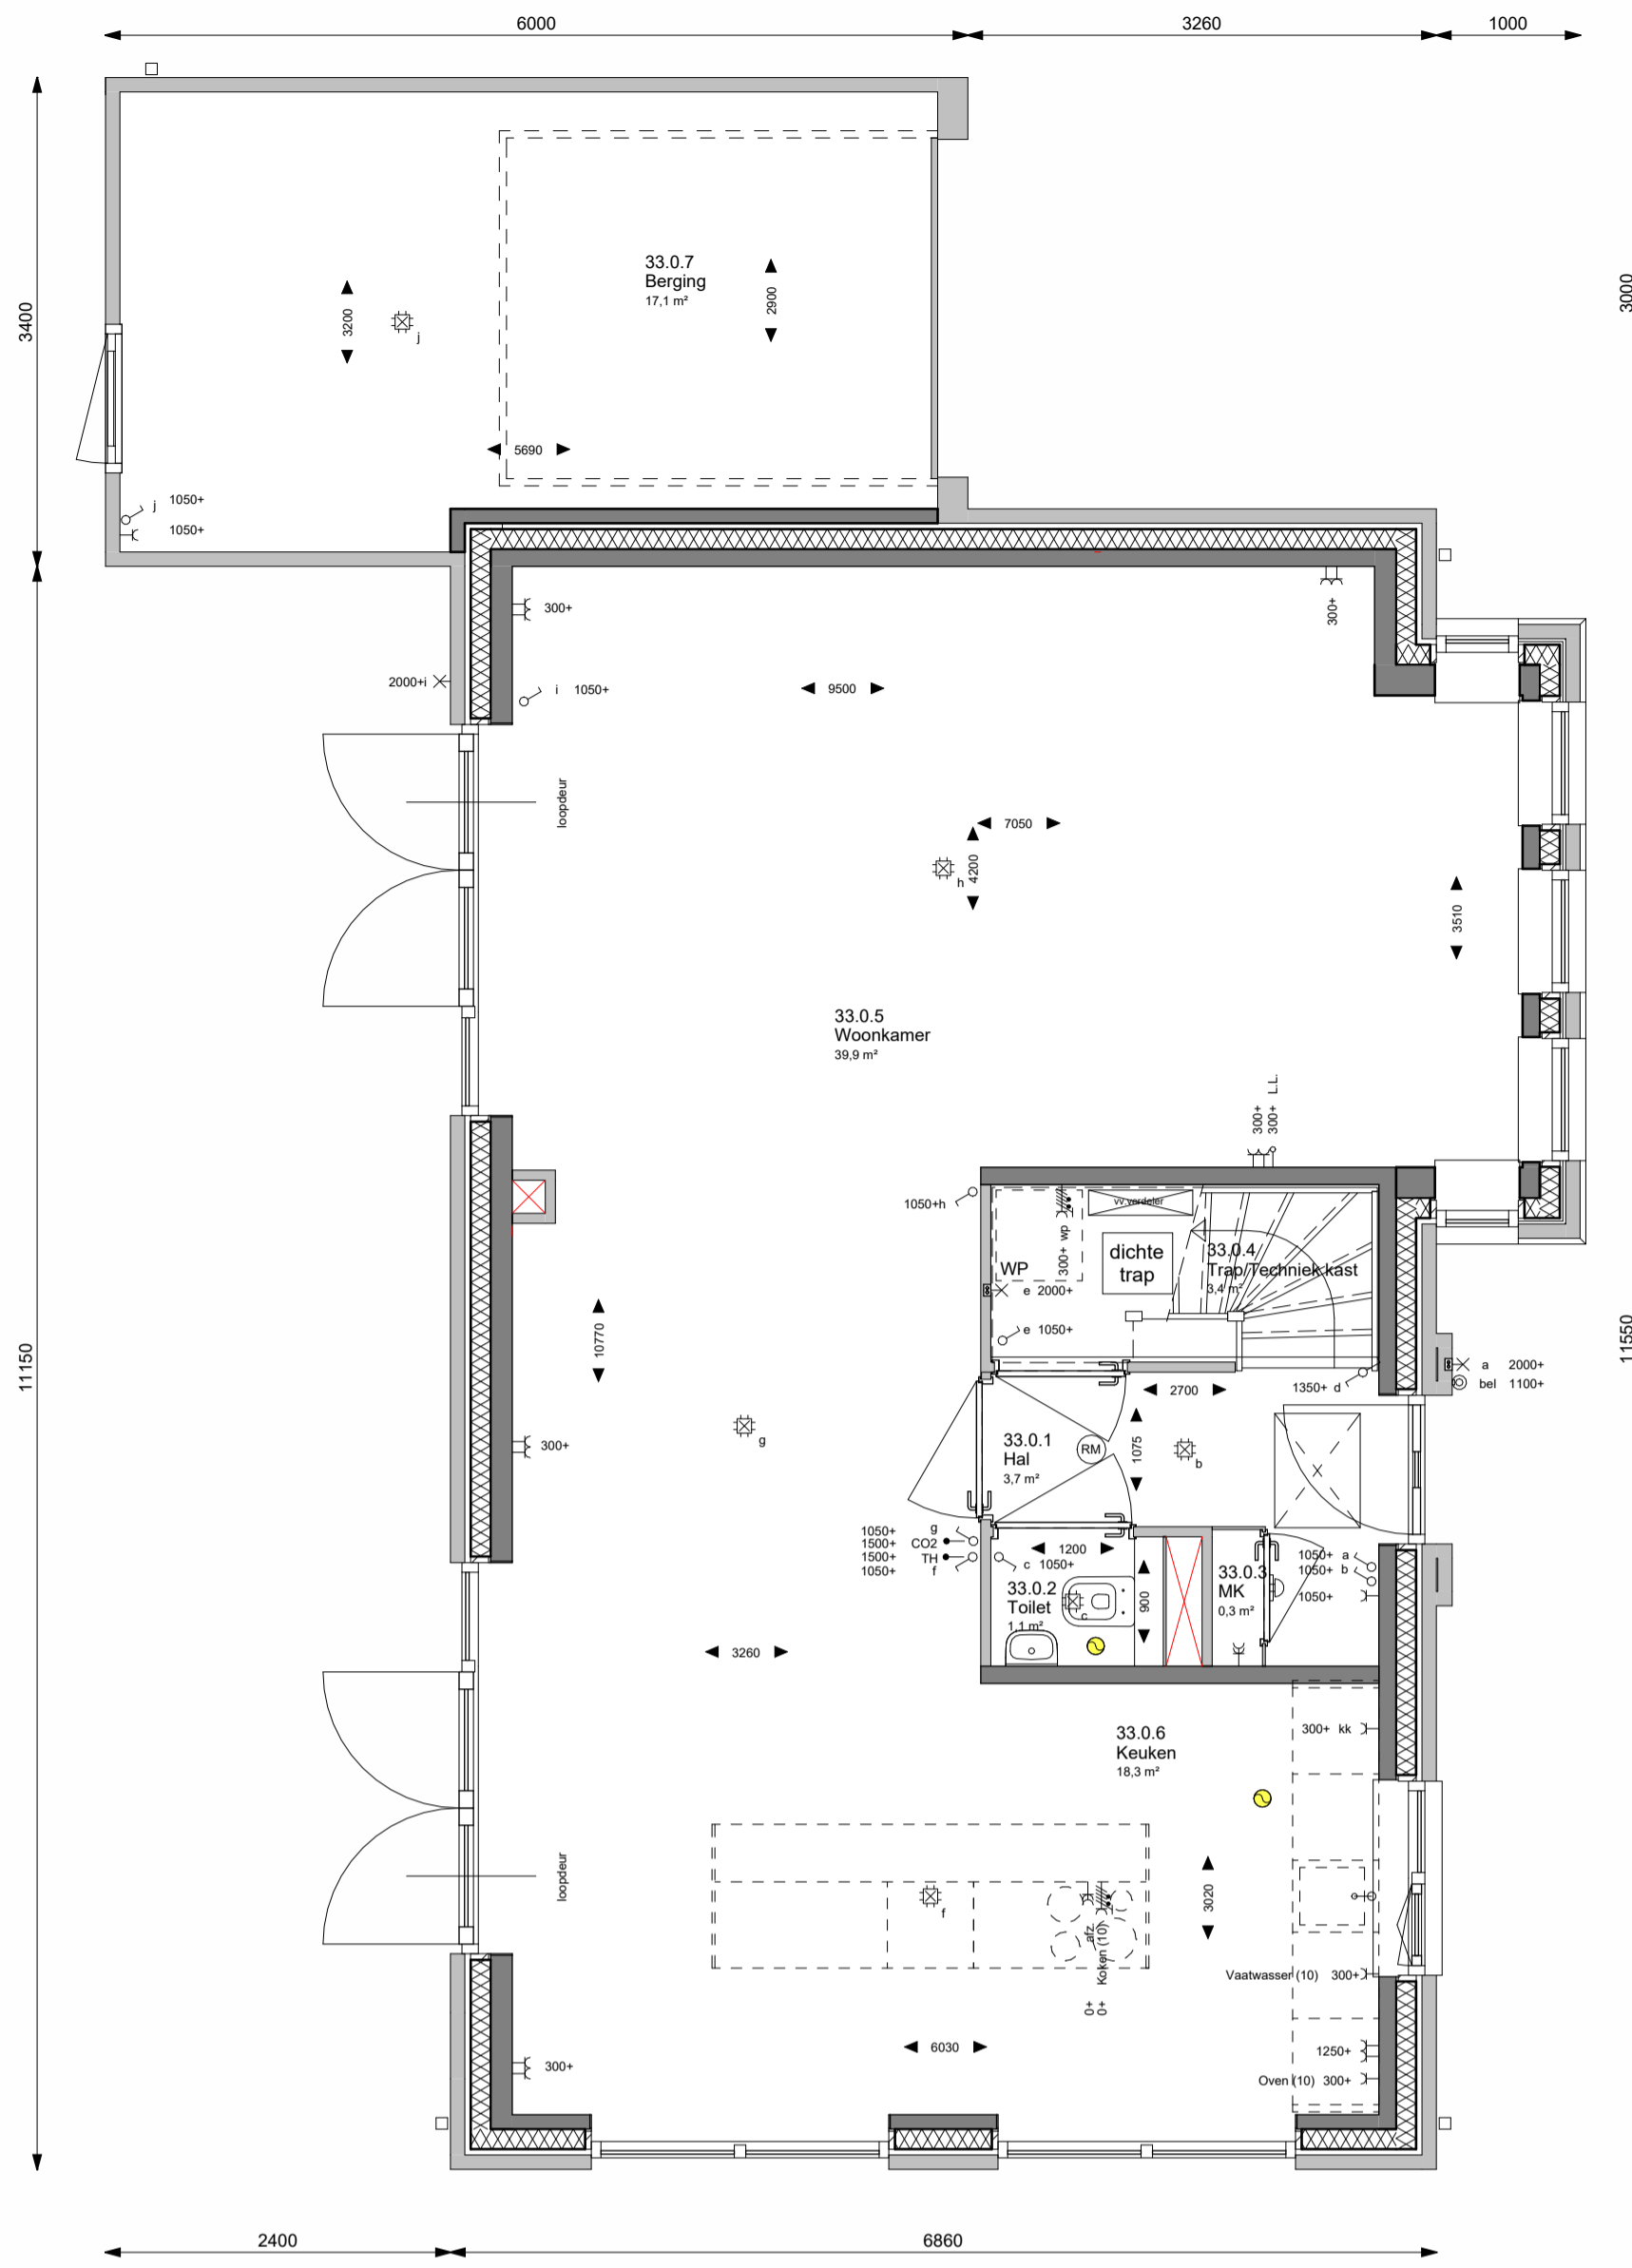 6000
3260
1000
3400
3000
33.0.7
Berging
17,1 m²
3200
2900
j
5690
j 1050+
1050+
300+
300+
2000+i
i 1050+
9500
loopdeur
7050
4200
h
3510
33.0.5
Woonkamer
39,9 m²
300+
300+ L.L.
1050+h
vv.verdeler
300+ wp
dichte
trap
WP
33.0.4
Trap/Techniek kast
3,4 m²
e 2000+
e 1050+
10770
11150
11550
a 2000+
bel 1100+
1350+ d
2700
33.0.1
Hal
3,7 m²
RM
1075
b
g
300+
1050+ g
1500+ CO2
1500+ TH
1050+ f
1200
c 1050+
33.0.2
Toilet
1,1 m²
c
900
33.0.3
MK
0,3 m²
1050+ a
1050+ b
1050+
3260
33.0.6
Keuken
18,3 m²
300+ kk
loopdeur
f
3020
0+ afz
0+ Koken (10)
Vaatwasser (10) 300+
6030
300+
1250+
Oven (10) 300+
2400
6860